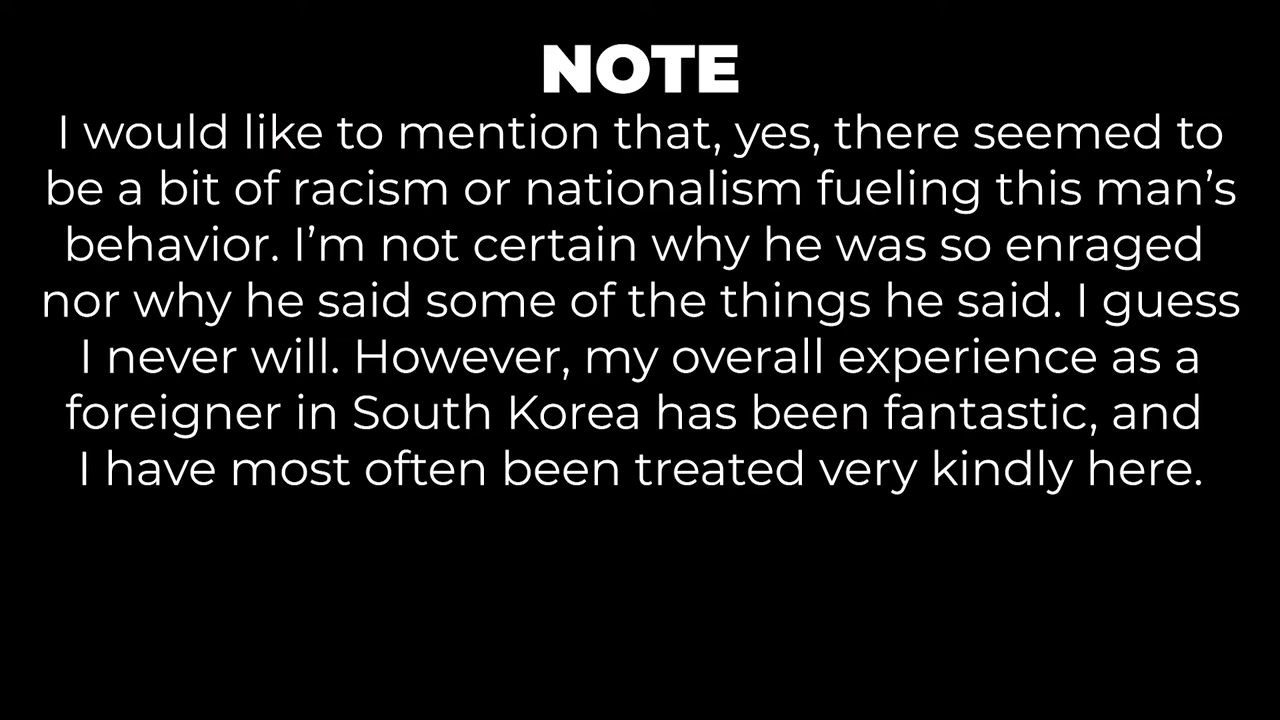 NOTE
I would like to mention that, yes, there seemed to
be a bit of racism or nationalism fueling this man’s
behavior. I’m not certain why he was so enraged
nor why he said some of the things he said. I guess
I never will. However, my overall experience as a
foreigner in South Korea has been fantastic, and
I have most often been treated very kindly here.